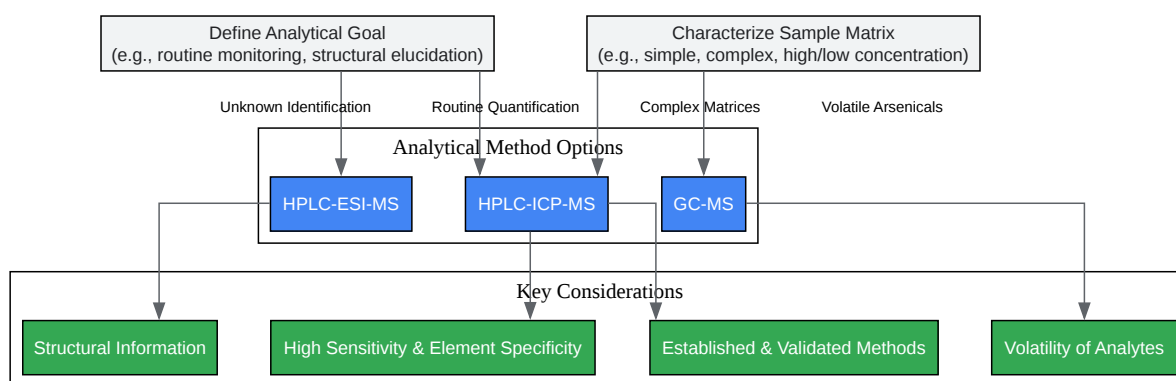 Define Analytical Goal
(e.g., routine monitoring, structural elucidation)
Characterize Sample Matrix
(e.g., simple, complex, high/low concentration)
Unknown Identification
Routine Quantification
Complex Matrices
Volatile Arsenicals
Analytical Method Options
HPLC-ESI-MS
HPLC-ICP-MS
GC-MS
Key Considerations
Structural Information
High Sensitivity & Element Specificity
Established & Validated Methods
Volatility of Analytes